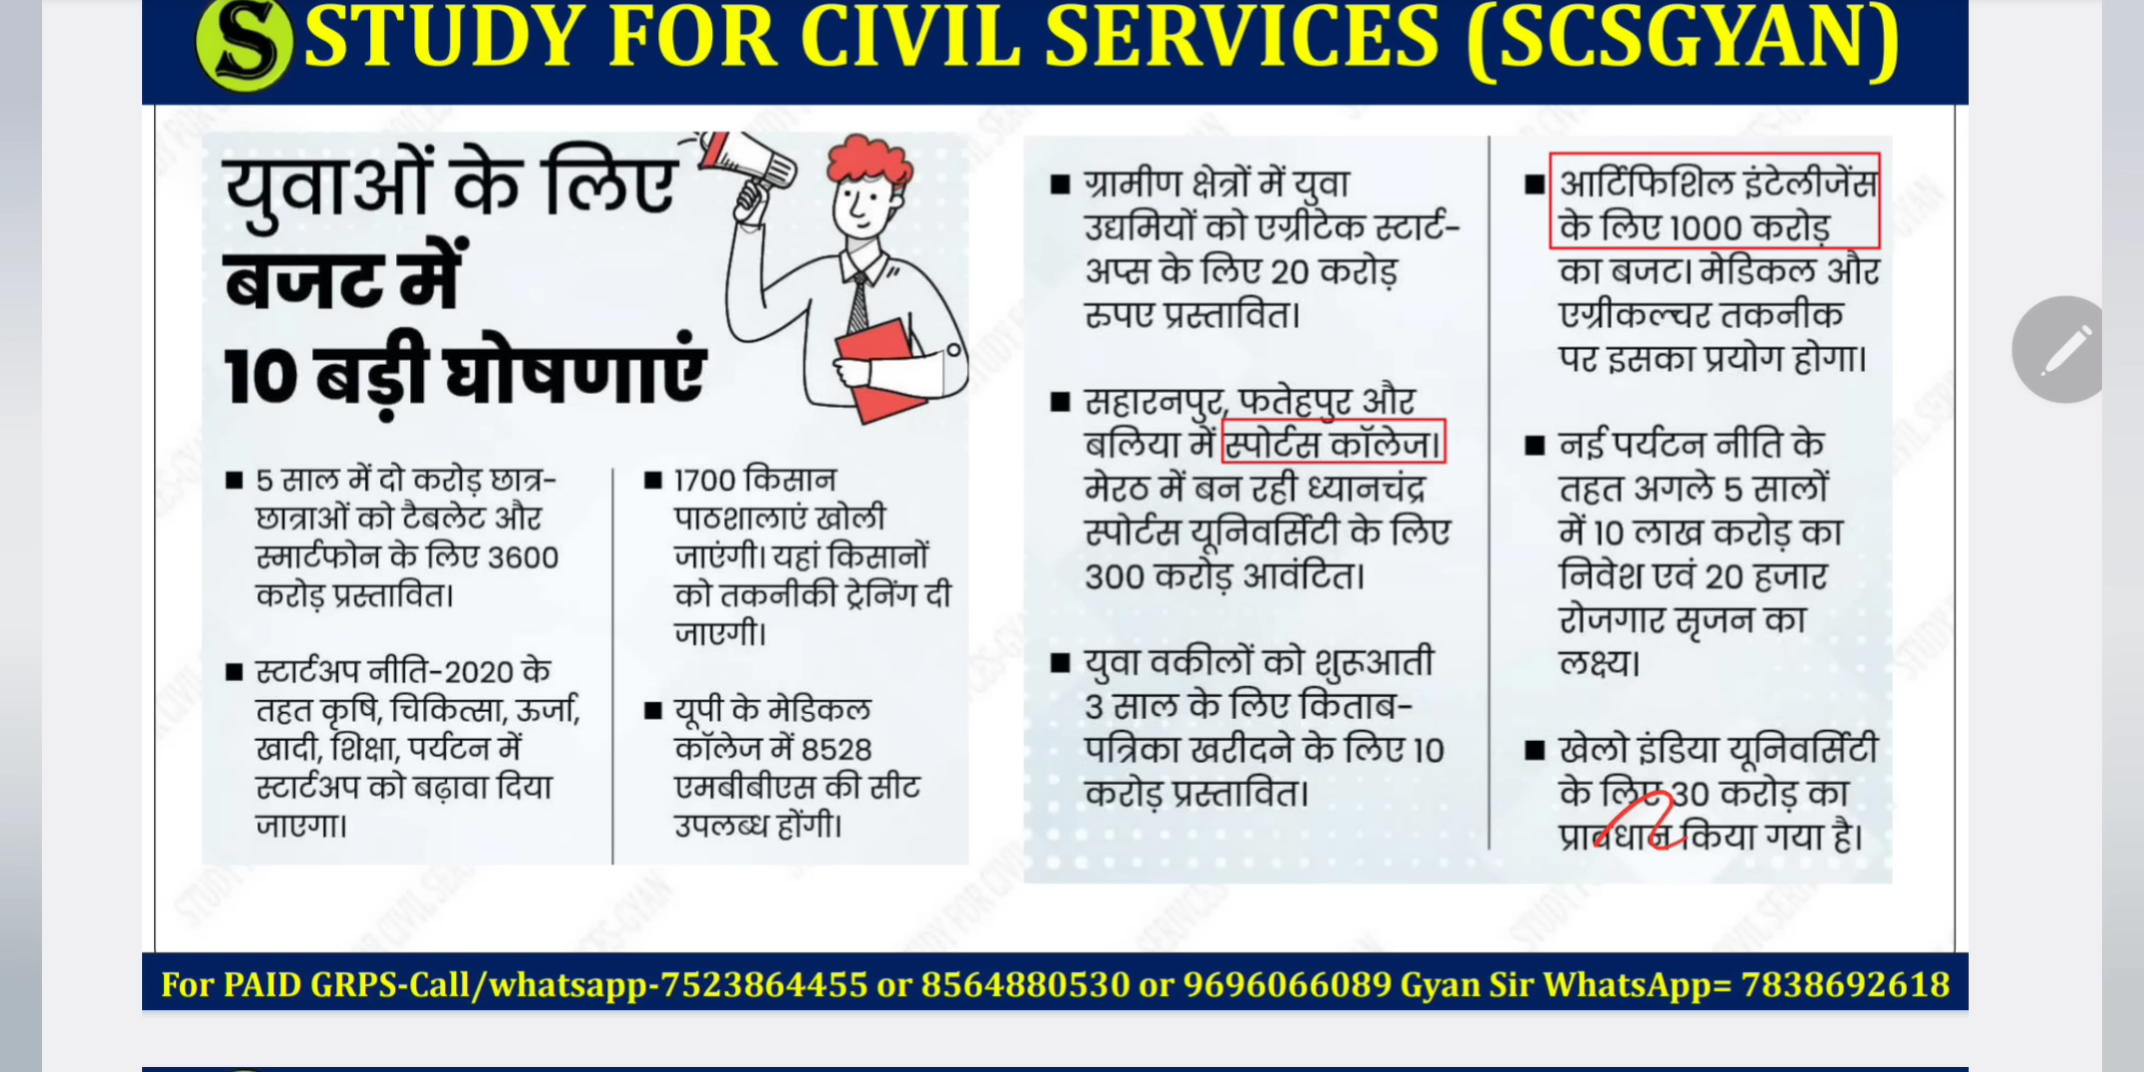 STUDY FOR CIVIL SERVICES (SCSGYAN)
युवाओं के लिए
बजट में
10 बड़ी घोषणाएं
■ 5 साल में दो करोड़ छात्र-
छात्राओं को टैबलेट और
स्मार्टफोन के लिए 3600
करोड़ प्रस्तावित।
■ स्टार्टअप नीति-2020 के
तहत कृषि, चिकित्सा, ऊर्जा,
खादी, शिक्षा, पर्यटन में
स्टार्टअप को बढ़ावा दिया
जाएगा।
■ 1700 किसान
पाठशालाएं खोली
जाएंगी। यहां किसानों
को तकनीकी ट्रेनिंग दी
जाएगी।
■ यूपी के मेडिकल
कॉलेज में 8528
एमबीबीएस की सीट
उपलब्ध होंगी।
■ ग्रामीण क्षेत्रों में युवा
उद्यमियों को एग्रीटेक स्टार्ट-
अप्स के लिए 20 करोड़
रुपए प्रस्तावित।
■ सहारनपुर, फतेहपुर और
बलिया में स्पोर्टस कॉलेज।
मेरठ में बन रही ध्यानचंद्र
स्पोर्टस यूनिवर्सिटी के लिए
300 करोड़ आवंटित।
■ युवा वकीलों को शुरूआती
3 साल के लिए किताब-
पत्रिका खरीदने के लिए 10
करोड़ प्रस्तावित।
■ आर्टिफिशिल इंटेलीजेंस
के लिए 1000 करोड़
का बजट। मेडिकल और
एग्रीकल्चर तकनीक
पर इसका प्रयोग होगा।
■ नई पर्यटन नीति के
तहत अगले 5 सालों
में 10 लाख करोड़ का
निवेश एवं 20 हजार
रोजगार सृजन का
लक्ष्य।
■ खेलो इंडिया यूनिवर्सिटी
के लिए 30 करोड़ का
प्रावधान किया गया है।
For PAID GRPS-Call/whatsapp-7523864455 or 8564880530 or 9696066089 Gyan Sir WhatsApp= 7838692618